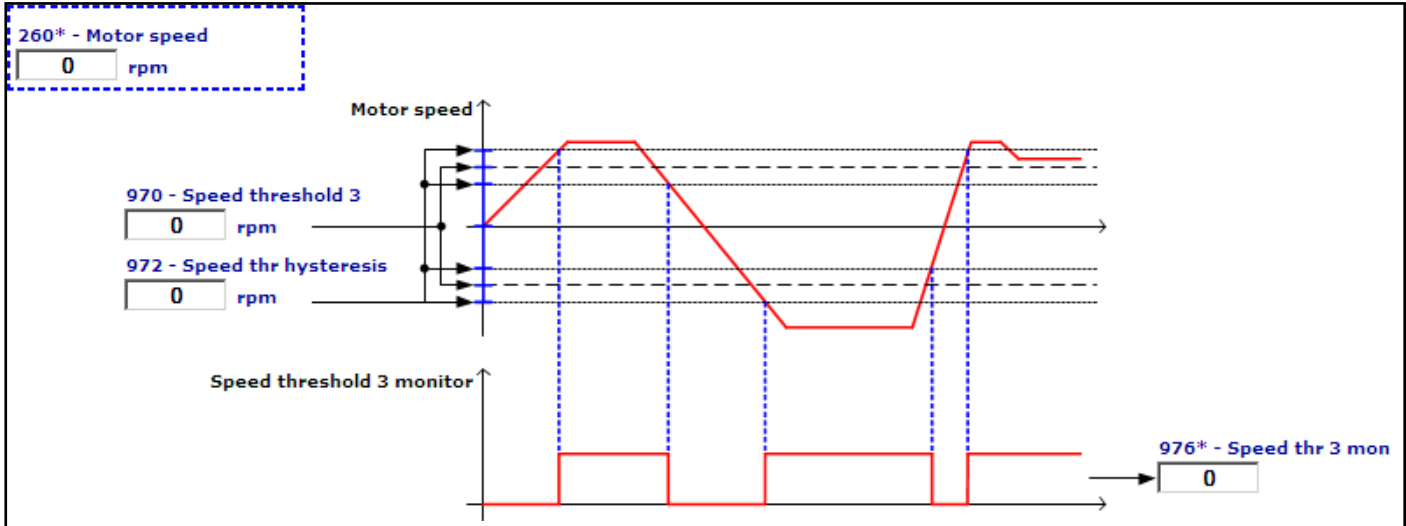 260* - Motor speed
0 rpm
Motor speed
970 - Speed threshold 3
0 rpm
972 - Speed thr hysteresis
0 rpm
Speed threshold 3 monitor
976* - Speed thr 3 mon
0